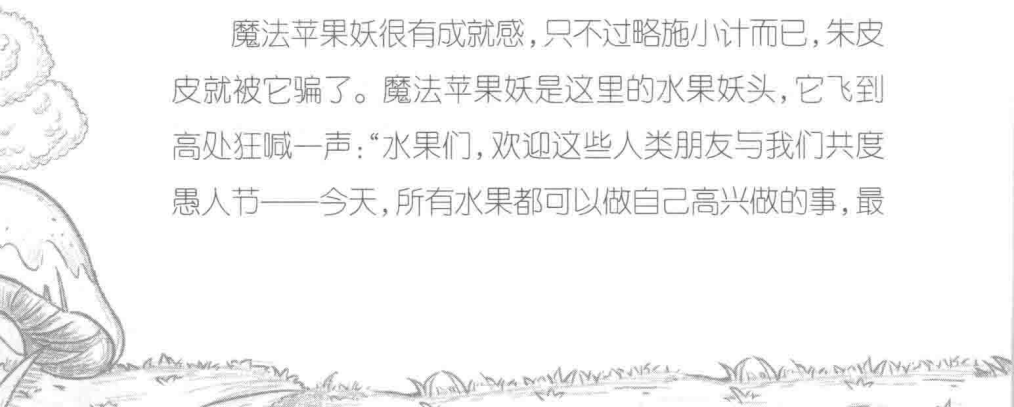 魔法苹果妖很有成就感，只不过略施小计而已，朱皮
皮就被它骗了。魔法苹果妖是这里的水果妖头，它飞到
高处狂喊一声：“水果们，欢迎这些人类朋友与我们共度
愚人节——今天，所有水果都可以做自己高兴做的事，最